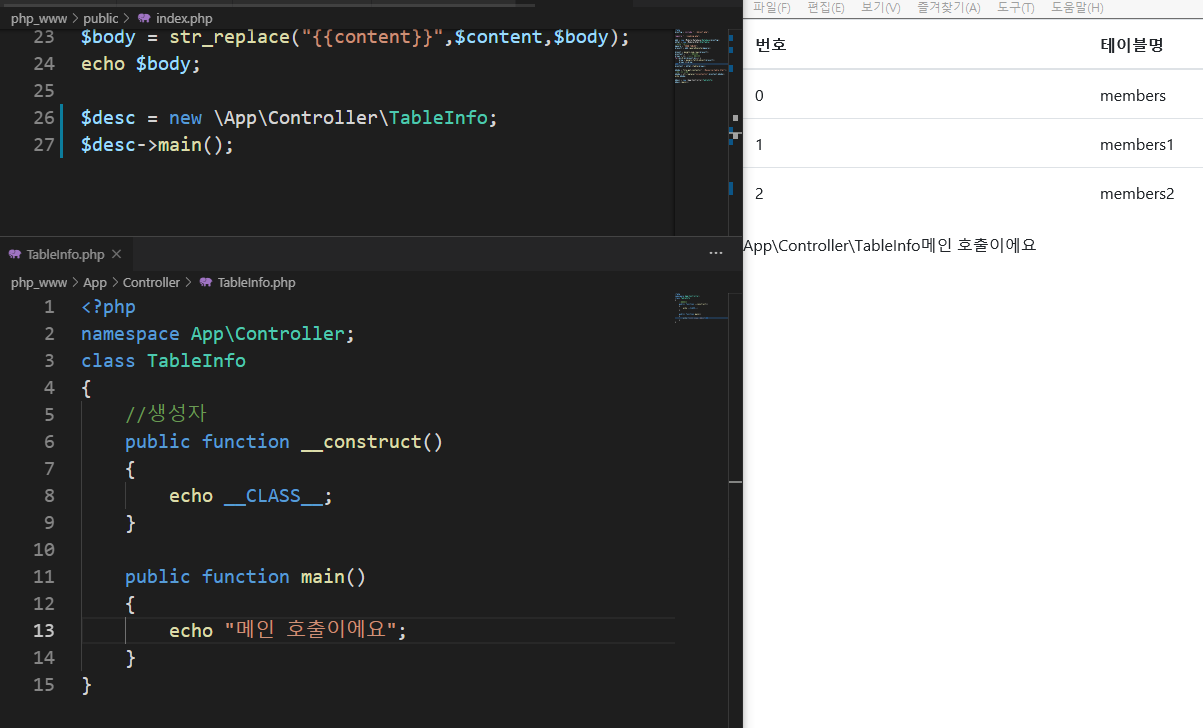 php_www > public > index.php
23 $body = str_replace("{{content}}",$content,$body);
24 echo $body;
25
26 $desc = new \App\Controller\TableInfo;
27 $desc->main();
TableInfo.php ×
php_www > App > Controller > TableInfo.php
1 <?php
2 namespace App\Controller;
3 class TableInfo
4 {
5 //생성자
6 public function __construct()
7 {
8 echo __CLASS__;
9 }
10
11 public function main()
12 {
13 echo "메인 호출이에요";
14 }
15 }
파일(F) 편집(E) 보기(V) 즐겨찾기(A) 도구(T) 도움말(H)
번호 테이블명
0 members
1 members1
2 members2
App\Controller\TableInfo메인 호출이에요